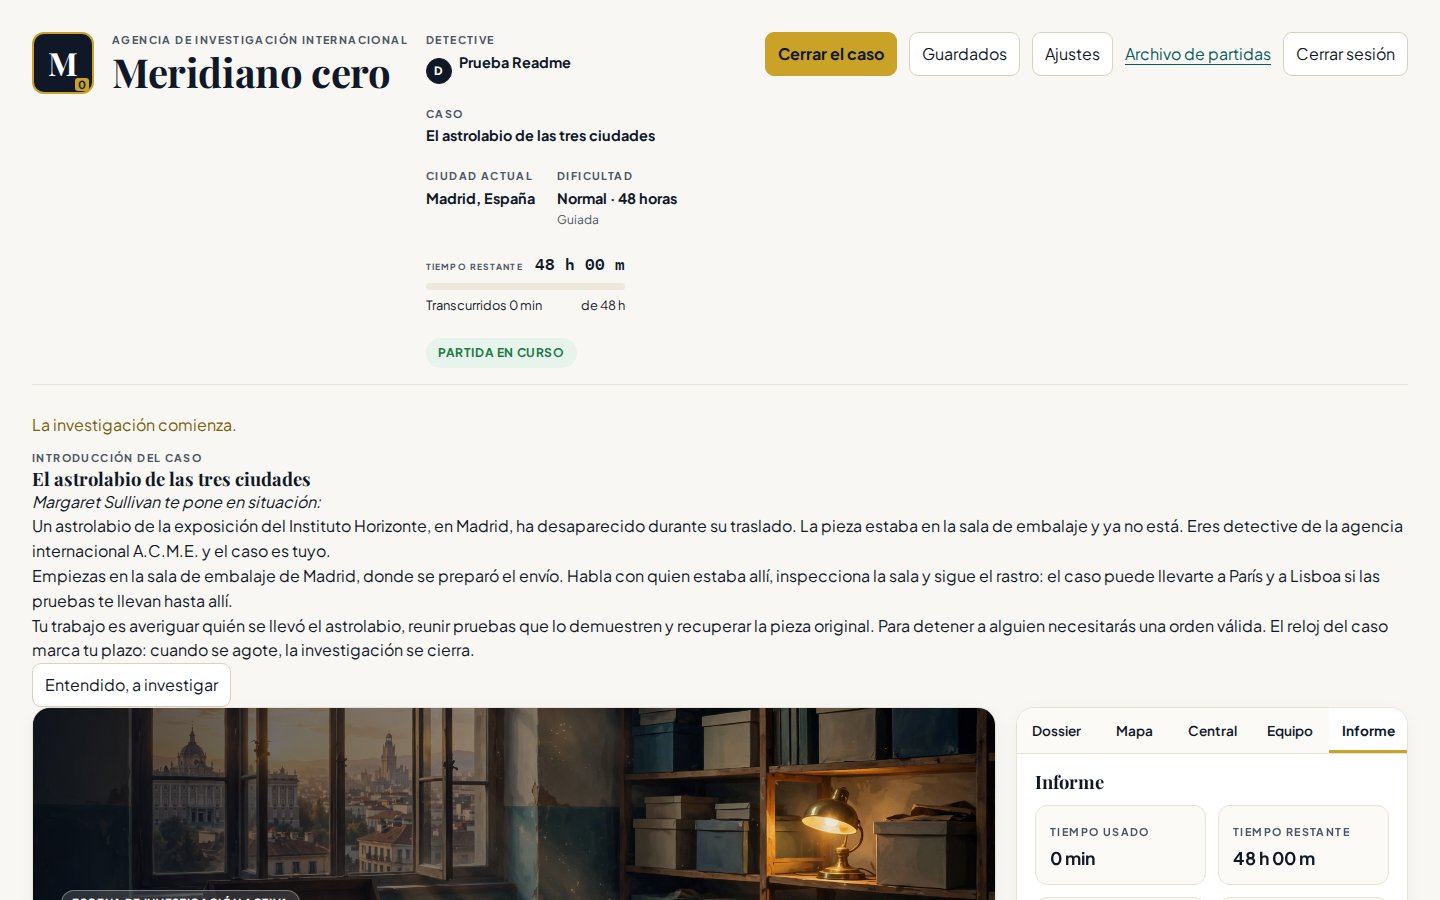 M
0
AGENCIA DE INVESTIGACIÓN INTERNACIONAL
Meridiano cero
DETECTIVE
D
Prueba Readme
CASO
El astrolabio de las tres ciudades
CIUDAD ACTUAL
Madrid, España
DIFICULTAD
Normal · 48 horas
Guiada
TIEMPO RESTANTE 48 h 00 m
Transcurridos 0 min de 48 h
PARTIDA EN CURSO
Cerrar el caso
Guardados
Ajustes
Archivo de partidas
Cerrar sesión
La investigación comienza.
INTRODUCCIÓN DEL CASO
El astrolabio de las tres ciudades
Margaret Sullivan te pone en situación:
Un astrolabio de la exposición del Instituto Horizonte, en Madrid, ha desaparecido durante su traslado. La pieza estaba en la sala de embalaje y ya no está. Eres detective de la agencia
internacional A.C.M.E. y el caso es tuyo.
Empiezas en la sala de embalaje de Madrid, donde se preparó el envío. Habla con quien estaba allí, inspecciona la sala y sigue el rastro: el caso puede llevarte a París y a Lisboa si las
pruebas te llevan hasta allí.
Tu trabajo es averiguar quién se llevó el astrolabio, reunir pruebas que lo demuestren y recuperar la pieza original. Para detener a alguien necesitarás una orden válida. El reloj del caso
marca tu plazo: cuando se agote, la investigación se cierra.
Entendido, a investigar
ESCENA DE INVESTIGACIÓN ACTIVA
Dossier
Mapa
Central
Equipo
Informe
Informe
TIEMPO USADO
0 min
TIEMPO RESTANTE
48 h 00 m